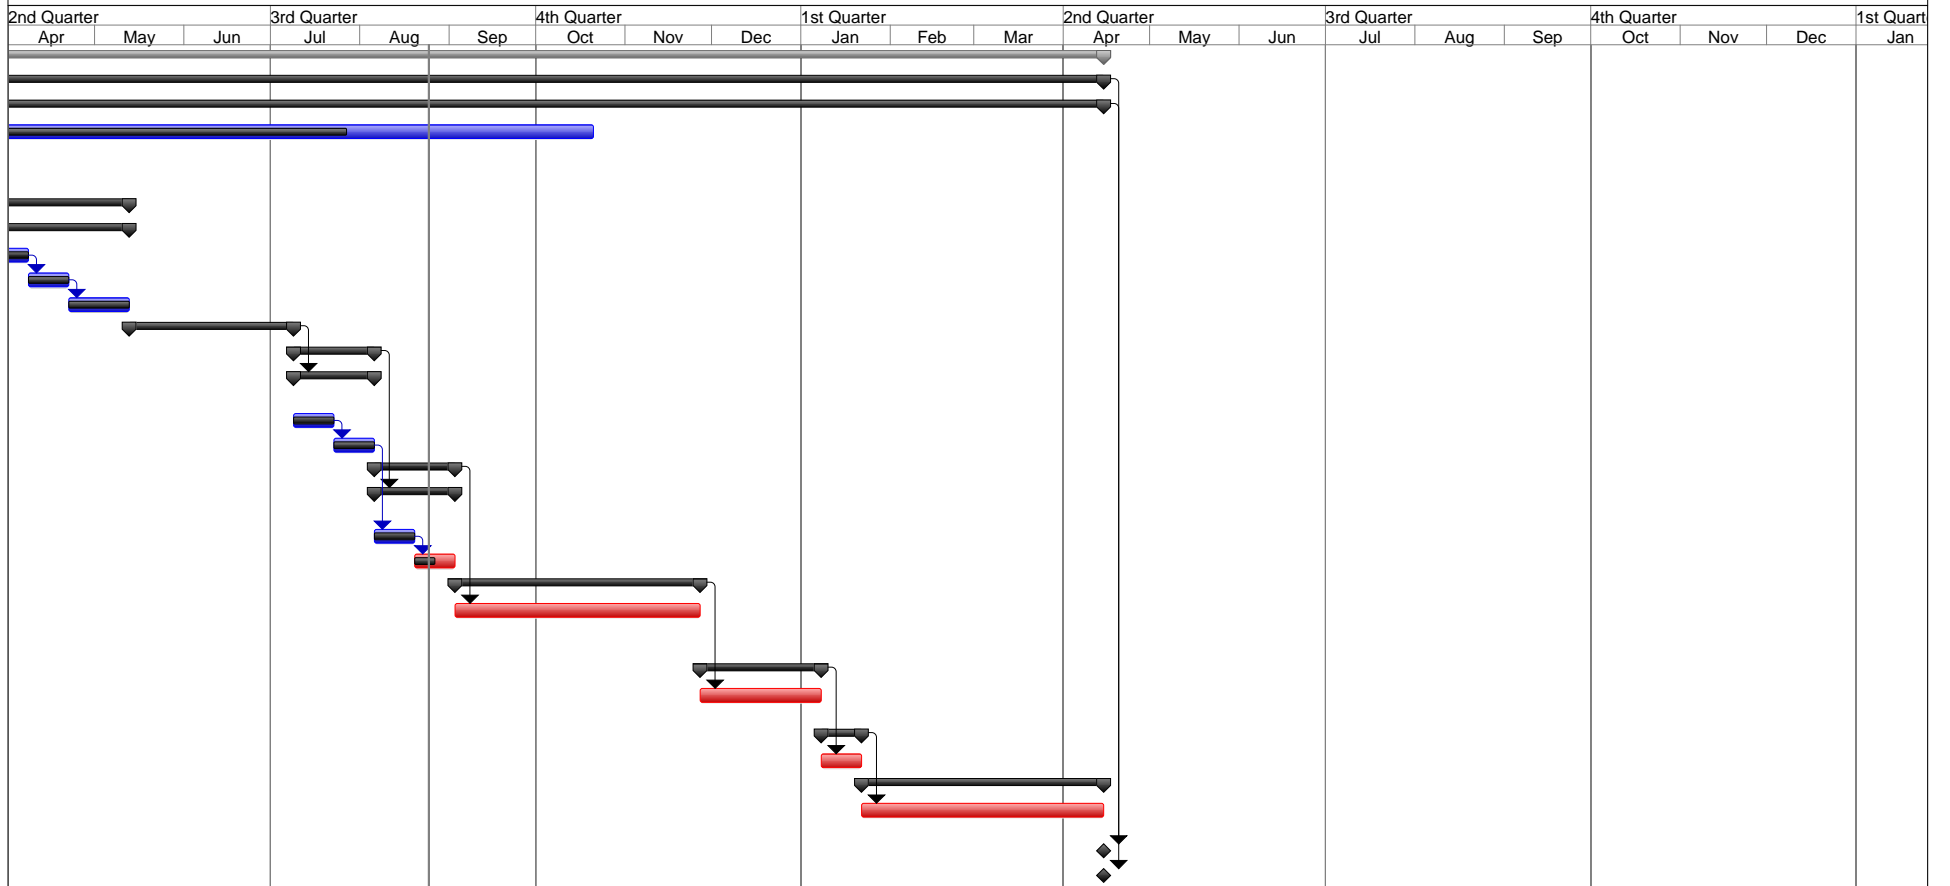 2nd Quarter 3rd Quarter 4th Quarter 1st Quarter 2nd Quarter 3rd Quarter 4th Quarter 1st Quart
Apr May Jun Jul Aug Sep Oct Nov Dec Jan Feb Mar Apr May Jun Jul Aug Sep Oct Nov Dec Jan